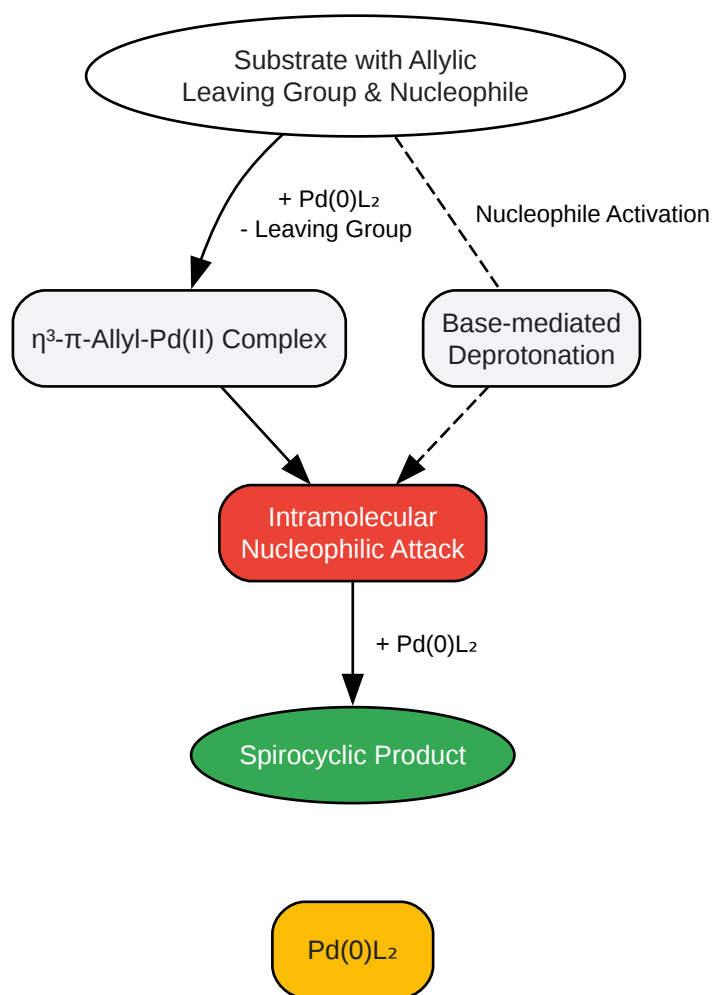 Substrate with Allylic
Leaving Group & Nucleophile
+ Pd(0)L₂
- Leaving Group
Nucleophile Activation
η³-π-Allyl-Pd(II) Complex
Base-mediated
Deprotonation
Intramolecular
Nucleophilic Attack
+ Pd(0)L₂
Spirocyclic Product
Pd(0)L₂